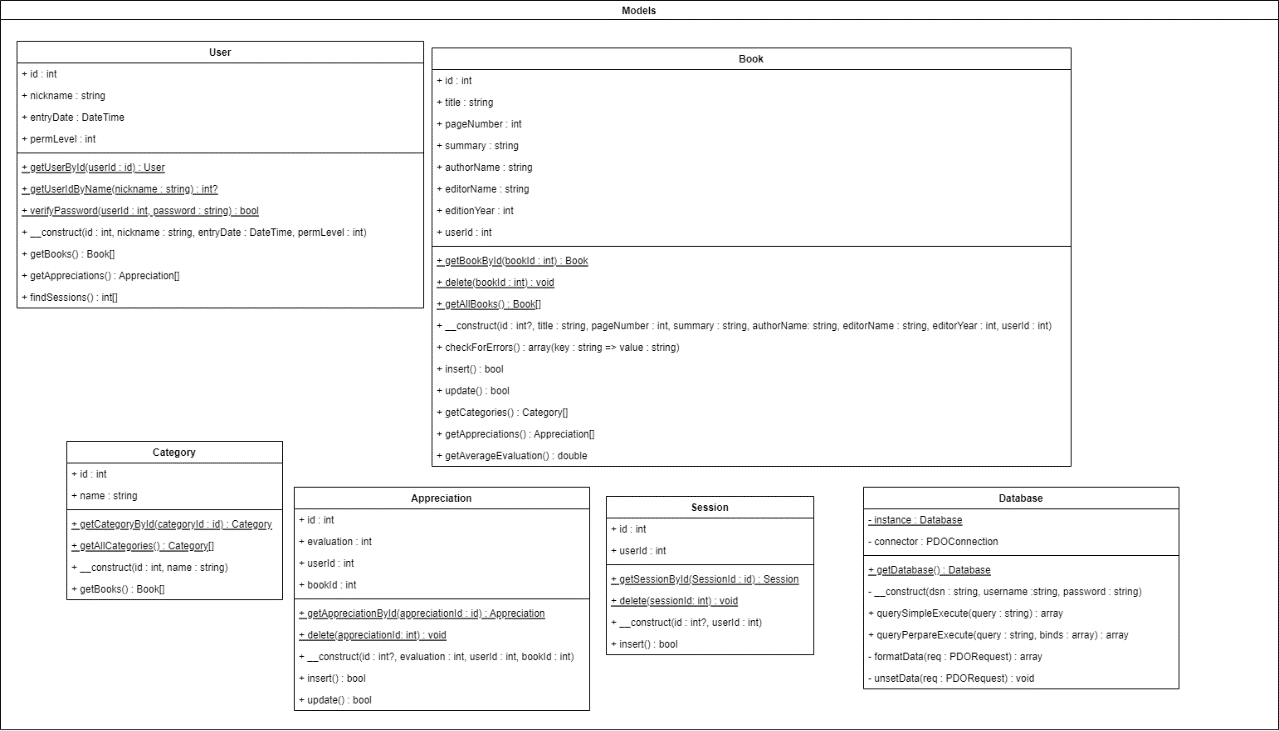 Models
User
+ id : int
+ nickname : string
+ entryDate : DateTime
+ permLevel : int
+ getUserById(userId : id) : User
+ getUserIdByName(nickname : string) : int?
+ verifyPassword(userId : int, password : string) : bool
+ __construct(id : int, nickname : string, entryDate : DateTime, permLevel : int)
+ getBooks() : Book[]
+ getAppreciations() : Appreciation[]
+ findSessions() : int[]
Book
+ id : int
+ title : string
+ pageNumber : int
+ summary : string
+ authorName : string
+ editorName : string
+ editionYear : int
+ userId : int
+ getBookById(bookId : int) : Book
+ delete(bookId : int) : void
+ getAllBooks() : Book[]
+ __construct(id : int?, title : string, pageNumber : int, summary : string, authorName: string, editorName : string, editorYear : int, userId : int)
+ checkForErrors() : array(key : string => value : string)
+ insert() : bool
+ update() : bool
+ getCategories() : Category[]
+ getAppreciations() : Appreciation[]
+ getAverageEvaluation() : double
Category
+ id : int
+ name : string
+ getCategoryById(categoryId : id) : Category
+ getAllCategories() : Category[]
+ __construct(id : int, name : string)
+ getBooks() : Book[]
Appreciation
+ id : int
+ evaluation : int
+ userId : int
+ bookId : int
+ getAppreciationById(appreciationId : id) : Appreciation
+ delete(appreciationId: int) : void
+ __construct(id : int?, evaluation : int, userId : int, bookId : int)
+ insert() : bool
+ update() : bool
Session
+ id : int
+ userId : int
+ getSessionById(SessionId : id) : Session
+ delete(sessionId: int) : void
+ __construct(id : int?, userId : int)
+ insert() : bool
Database
- instance : Database
- connector : PDOConnection
+ getDatabase() : Database
- __construct(dsn : string, username :string, password : string)
+ querySimpleExecute(query : string) : array
+ queryPerpareExecute(query : string, binds : array) : array
- formatData(req : PDORequest) : array
- unsetData(req : PDORequest) : void